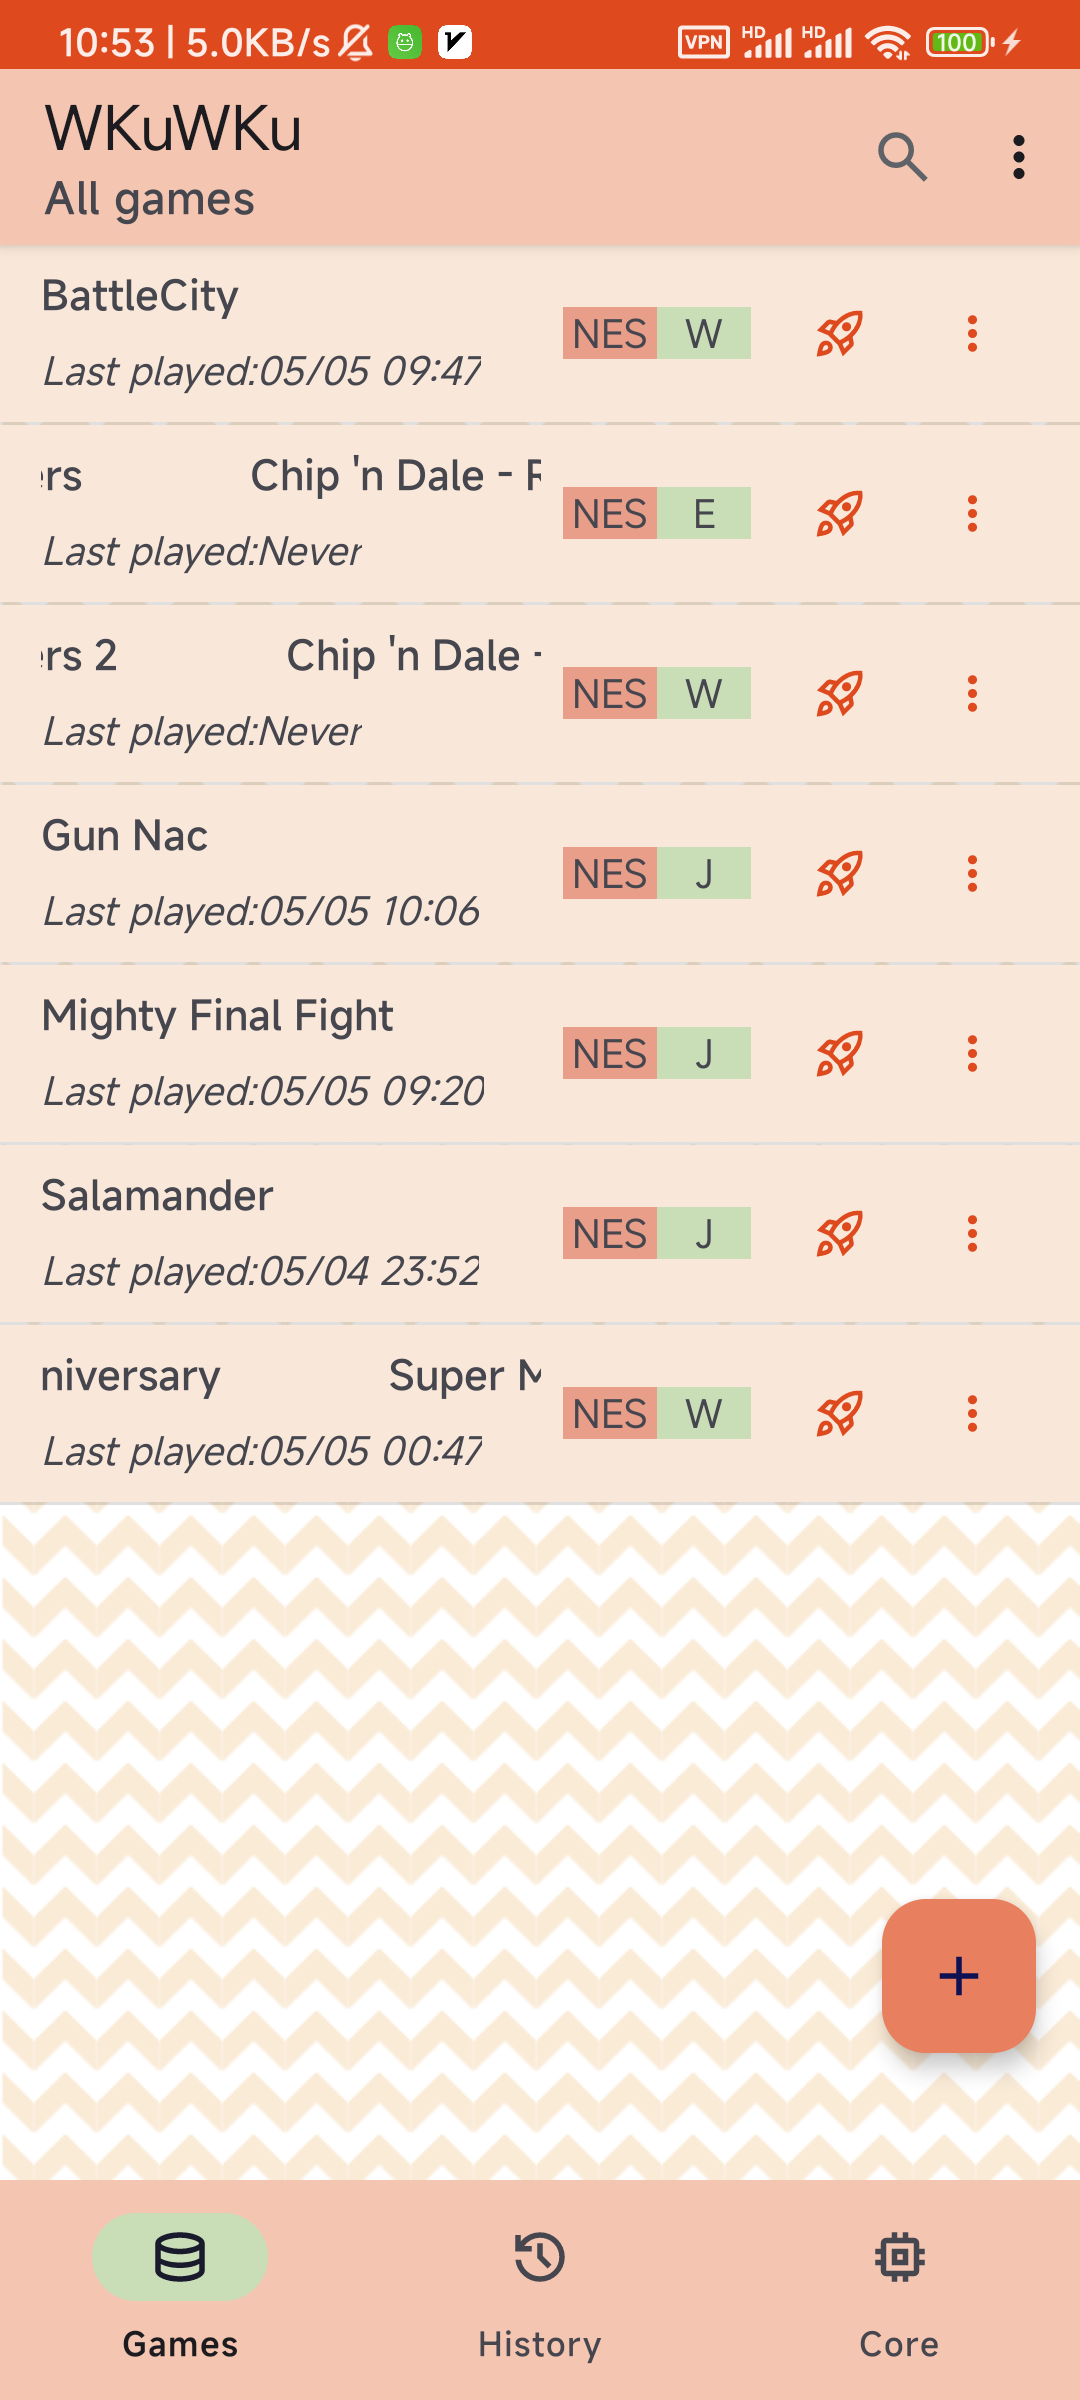 10:53 | 5.0KB/s VPN HD HD 100
WKuWKu
All games
BattleCity
Last played:05/05 09:47
NES W
ers Chip 'n Dale - R
Last played:Never
NES E
ers 2 Chip 'n Dale -
Last played:Never
NES W
Gun Nac
Last played:05/05 10:06
NES J
Mighty Final Fight
Last played:05/05 09:20
NES J
Salamander
Last played:05/04 23:52
NES J
niversary Super M
Last played:05/05 00:47
NES W
Games
History
Core